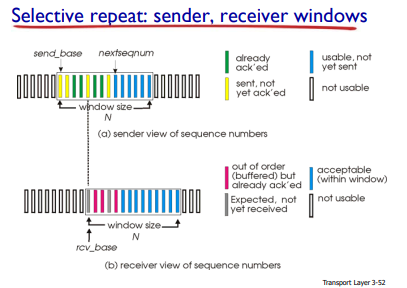 Selective repeat: sender, receiver windows
send_base
nextseqnum
already
ack'ed
sent, not
yet ack'ed
usable, not
yet sent
not usable
window size
N
(a) sender view of sequence numbers
out of order
(buffered) but
already ack'ed
Expected, not
yet received
acceptable
(within window)
not usable
window size
N
rcv_base
(b) receiver view of sequence numbers
Transport Layer 3-52